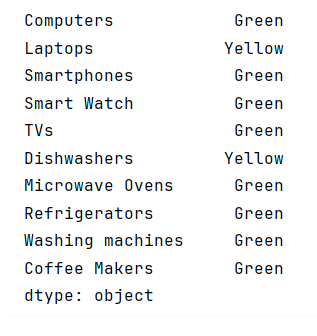 Computers Green
Laptops Yellow
Smartphones Green
Smart Watch Green
TVs Green
Dishwashers Yellow
Microwave Ovens Green
Refrigerators Green
Washing machines Green
Coffee Makers Green
dtype: object